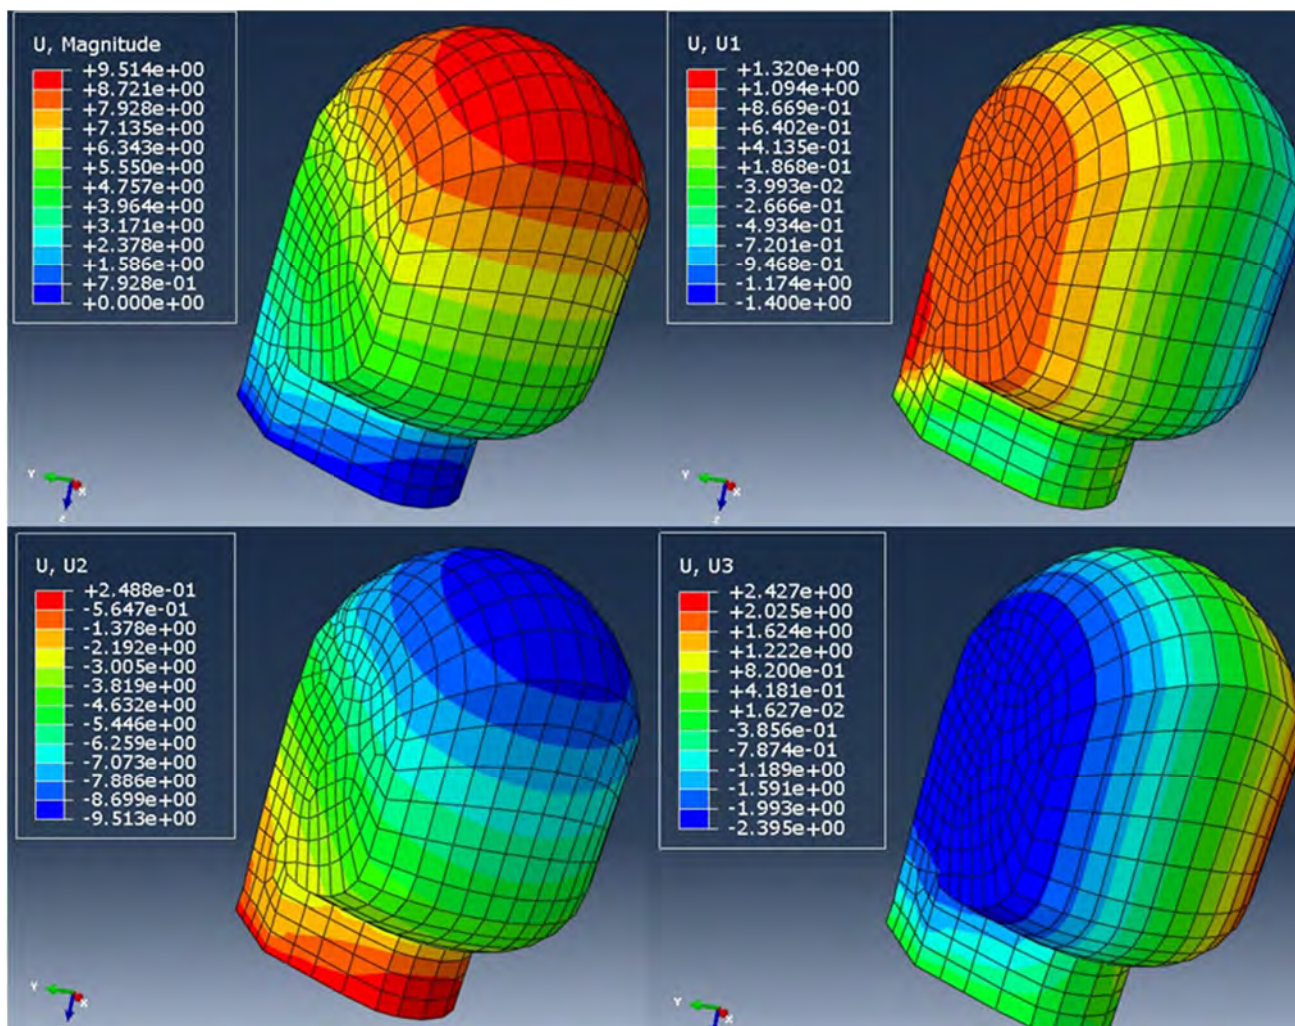 U, Magnitude
+9.514e+00
+8.721e+00
+7.928e+00
+7.135e+00
+6.343e+00
+5.550e+00
+4.757e+00
+3.964e+00
+3.171e+00
+2.378e+00
+1.586e+00
+7.928e-01
+0.000e+00
Y
X
Z
U, U1
+1.320e+00
+1.094e+00
+8.669e-01
+6.402e-01
+4.135e-01
+1.868e-01
-3.993e-02
-2.666e-01
-4.934e-01
-7.201e-01
-9.468e-01
-1.174e+00
-1.400e+00
Y
X
Z
U, U2
+2.488e-01
-5.647e-01
-1.378e+00
-2.192e+00
-3.005e+00
-3.819e+00
-4.632e+00
-5.446e+00
-6.259e+00
-7.073e+00
-7.886e+00
-8.699e+00
-9.513e+00
Y
X
U, U3
+2.427e+00
+2.025e+00
+1.624e+00
+1.222e+00
+8.200e-01
+4.181e-01
+1.627e-02
-3.856e-01
-7.874e-01
-1.189e+00
-1.591e+00
-1.993e+00
-2.395e+00
Y
X